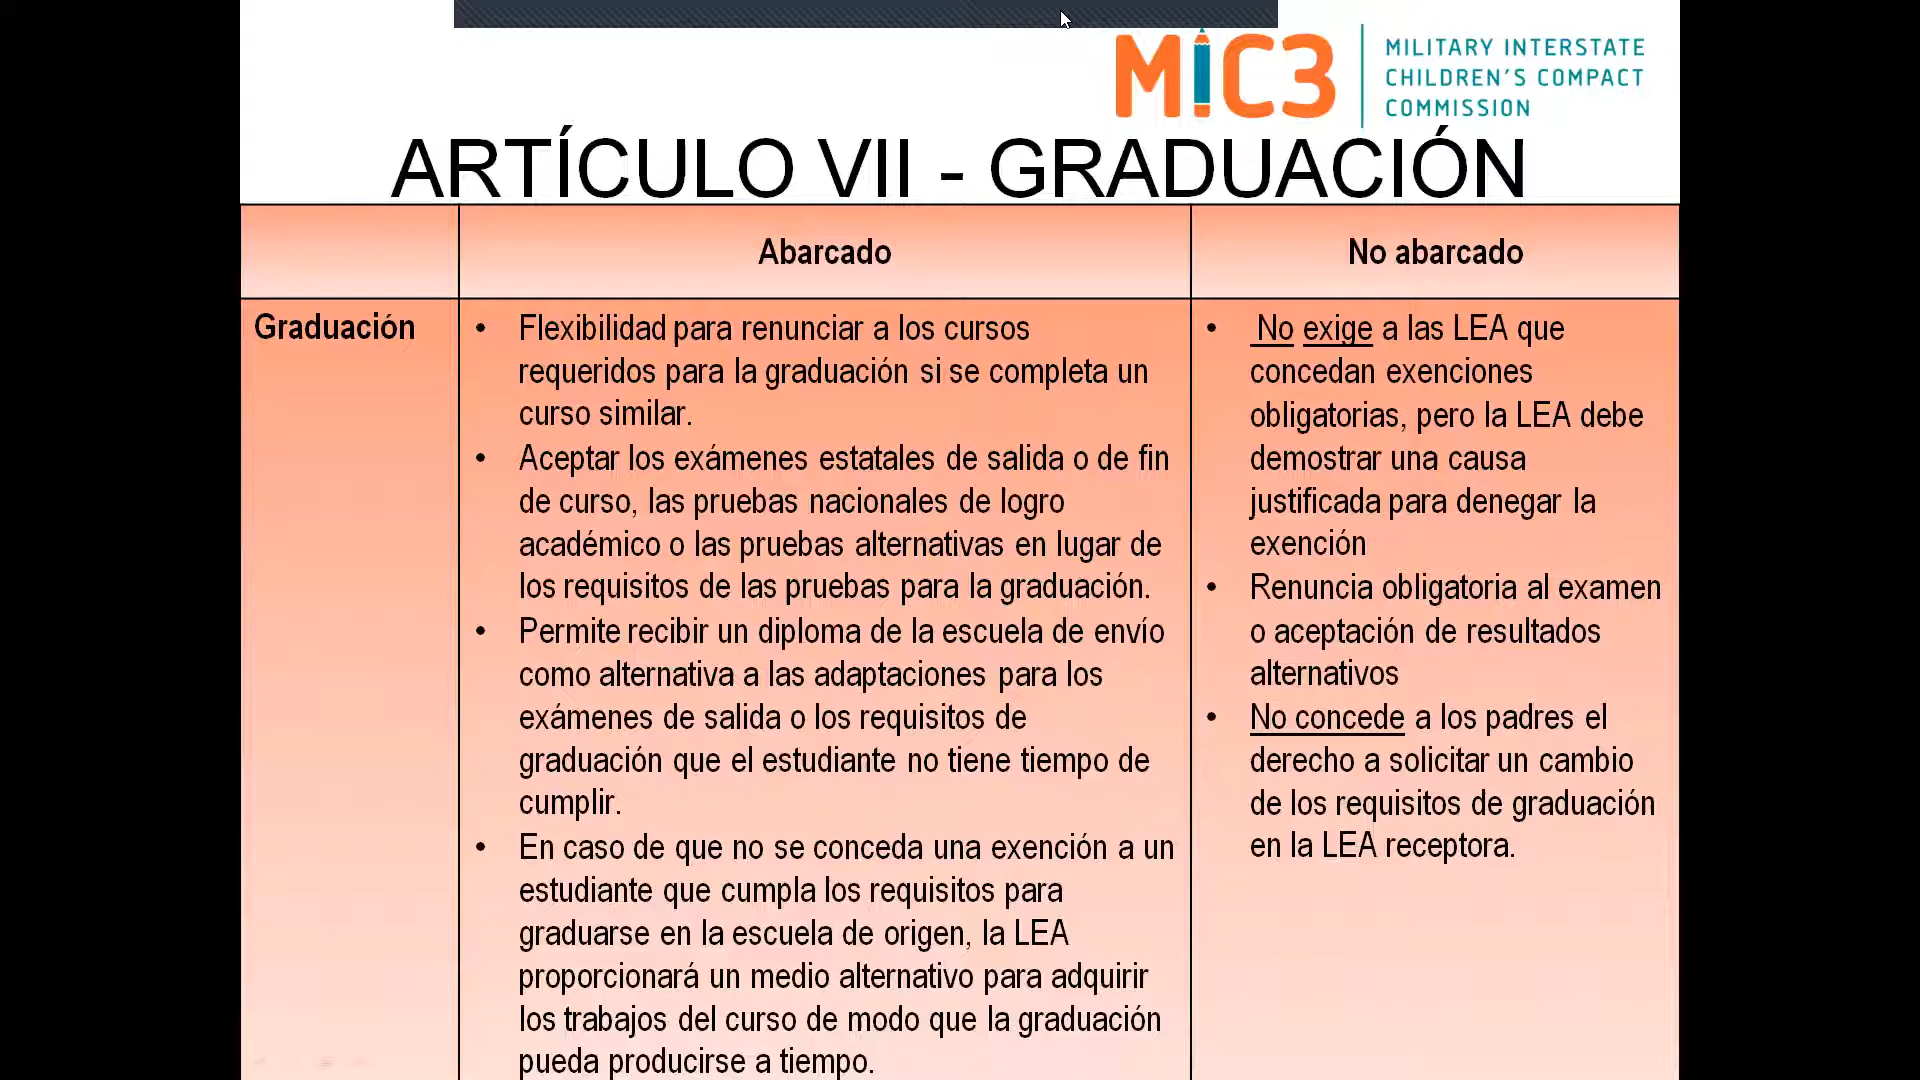 MiC3
MILITARY INTERSTATE
CHILDREN'S COMPACT
COMMISSION
ARTÍCULO VII - GRADUACIÓN
Abarcado
No abarcado
Graduación
• Flexibilidad para renunciar a los cursos
requeridos para la graduación si se completa un
curso similar.
• Aceptar los exámenes estatales de salida o de fin
de curso, las pruebas nacionales de logro
académico o las pruebas alternativas en lugar de
los requisitos de las pruebas para la graduación.
• Permite recibir un diploma de la escuela de envío
como alternativa a las adaptaciones para los
exámenes de salida o los requisitos de
graduación que el estudiante no tiene tiempo de
cumplir.
• En caso de que no se conceda una exención a un
estudiante que cumpla los requisitos para
graduarse en la escuela de origen, la LEA
proporcionará un medio alternativo para adquirir
los trabajos del curso de modo que la graduación
pueda producirse a tiempo.
• No exige a las LEA que
concedan exenciones
obligatorias, pero la LEA debe
demostrar una causa
justificada para denegar la
exención
• Renuncia obligatoria al examen
o aceptación de resultados
alternativos
• No concede a los padres el
derecho a solicitar un cambio
de los requisitos de graduación
en la LEA receptora.